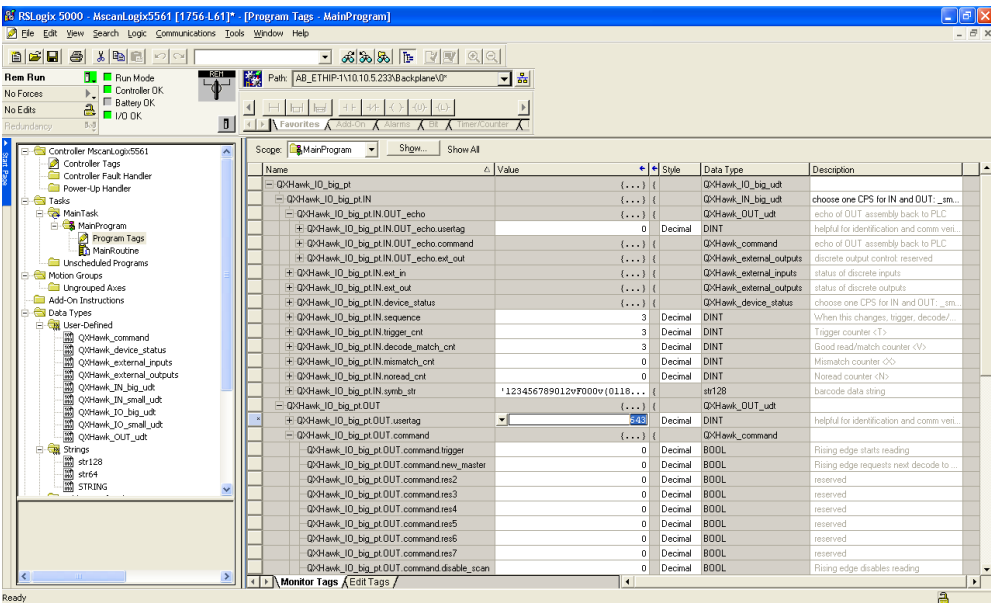 RSLogix 5000 - MscanLogix5561 [1756-L61]* - [Program Tags - MainProgram]
File Edit View Search Logic Communications Tools Window Help
Rem Run Run Mode REM Path: AB_ETHIP-1\10.10.5.233\Backplane\0*
No Forces Controller OK
No Edits Battery OK
Redundancy I/O OK
Favorites Add-On Alarms Bit Timer/Counter
Start Page
Controller MscanLogix5561
Controller Tags
Controller Fault Handler
Power-Up Handler
Tasks
MainTask
MainProgram
Program Tags
MainRoutine
Unscheduled Programs
Motion Groups
Ungrouped Axes
Add-On Instructions
Data Types
User-Defined
QXHawk_command
QXHawk_device_status
QXHawk_external_inputs
QXHawk_external_outputs
QXHawk_IN_big_udt
QXHawk_IN_small_udt
QXHawk_IO_big_udt
QXHawk_IO_small_udt
QXHawk_OUT_udt
Strings
str128
str64
STRING
Scope: MainProgram Show... Show All
Name Value Style Data Type Description
QXHawk_IO_big_pt {...} { QXHawk_IO_big_udt
QXHawk_IO_big_pt.IN {...} { QXHawk_IN_big_udt choose one CPS for IN and OUT: _sm...
QXHawk_IO_big_pt.IN.OUT_echo {...} { QXHawk_OUT_udt echo of OUT assembly back to PLC
QXHawk_IO_big_pt.IN.OUT_echo.usertag 0 Decimal DINT helpful for identification and comm veri...
QXHawk_IO_big_pt.IN.OUT_echo.command {...} { QXHawk_command echo of OUT assembly back to PLC
QXHawk_IO_big_pt.IN.OUT_echo.ext_out {...} { QXHawk_external_outputs discrete output control: reserved
QXHawk_IO_big_pt.IN.ext_in {...} { QXHawk_external_inputs status of discrete inputs
QXHawk_IO_big_pt.IN.ext_out {...} { QXHawk_external_outputs status of discrete outputs
QXHawk_IO_big_pt.IN.device_status {...} { QXHawk_device_status choose one CPS for IN and OUT: _sm...
QXHawk_IO_big_pt.IN.sequence 3 Decimal DINT When this changes, trigger, decode/...
QXHawk_IO_big_pt.IN.trigger_cnt 3 Decimal DINT Trigger counter <T>
QXHawk_IO_big_pt.IN.decode_match_cnt 3 Decimal DINT Good read/match counter <V>
QXHawk_IO_big_pt.IN.mismatch_cnt 0 Decimal DINT Mismatch counter <X>
QXHawk_IO_big_pt.IN.noread_cnt 0 Decimal DINT Noread counter <N>
QXHawk_IO_big_pt.IN.symb_str '123456789012vF000v(0118... { str128 barcode data string
QXHawk_IO_big_pt.OUT {...} { QXHawk_OUT_udt
QXHawk_IO_big_pt.OUT.usertag 643 Decimal DINT helpful for identification and comm veri...
QXHawk_IO_big_pt.OUT.command {...} { QXHawk_command
QXHawk_IO_big_pt.OUT.command.trigger 0 Decimal BOOL Rising edge starts reading
QXHawk_IO_big_pt.OUT.command.new_master 0 Decimal BOOL Rising edge requests next decode to ...
QXHawk_IO_big_pt.OUT.command.res2 0 Decimal BOOL reserved
QXHawk_IO_big_pt.OUT.command.res3 0 Decimal BOOL reserved
QXHawk_IO_big_pt.OUT.command.res4 0 Decimal BOOL reserved
QXHawk_IO_big_pt.OUT.command.res5 0 Decimal BOOL reserved
QXHawk_IO_big_pt.OUT.command.res6 0 Decimal BOOL reserved
QXHawk_IO_big_pt.OUT.command.res7 0 Decimal BOOL reserved
QXHawk_IO_big_pt.OUT.command.disable_scan 0 Decimal BOOL Rising edge disables reading
Monitor Tags Edit Tags
Ready